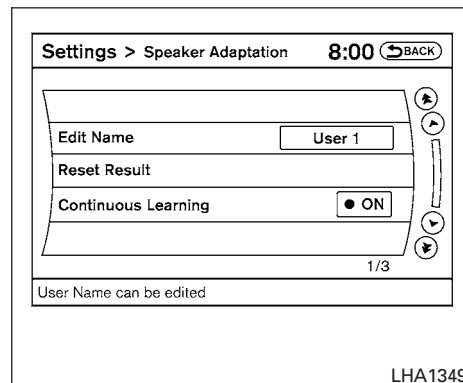 Settings > Speaker Adaptation 8:00 BACK
Edit Name User 1
Reset Result
Continuous Learning ● ON
1/3
User Name can be edited
LHA1349